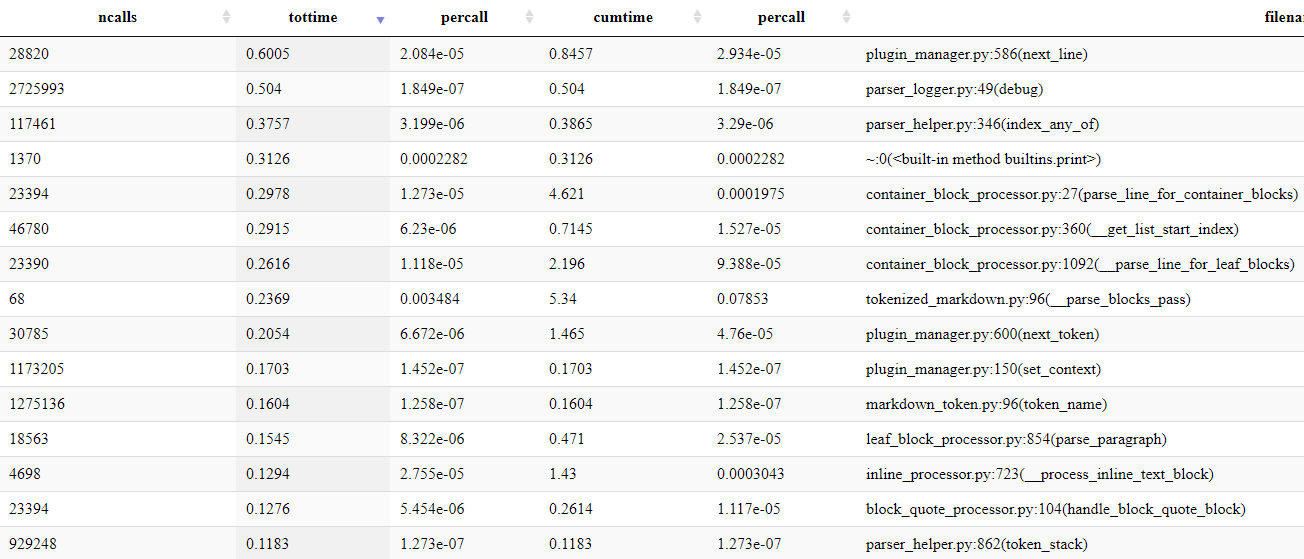 ncalls tottime percall cumtime percall filena
28820 0.6005 2.084e-05 0.8457 2.934e-05 plugin_manager.py:586(next_line)
2725993 0.504 1.849e-07 0.504 1.849e-07 parser_logger.py:49(debug)
117461 0.3757 3.199e-06 0.3865 3.29e-06 parser_helper.py:346(index_any_of)
1370 0.3126 0.0002282 0.3126 0.0002282 ~:0(<built-in method builtins.print>)
23394 0.2978 1.273e-05 4.621 0.0001975 container_block_processor.py:27(parse_line_for_container_blocks)
46780 0.2915 6.23e-06 0.7145 1.527e-05 container_block_processor.py:360(__get_list_start_index)
23390 0.2616 1.118e-05 2.196 9.388e-05 container_block_processor.py:1092(__parse_line_for_leaf_blocks)
68 0.2369 0.003484 5.34 0.07853 tokenized_markdown.py:96(__parse_blocks_pass)
30785 0.2054 6.672e-06 1.465 4.76e-05 plugin_manager.py:600(next_token)
1173205 0.1703 1.452e-07 0.1703 1.452e-07 plugin_manager.py:150(set_context)
1275136 0.1604 1.258e-07 0.1604 1.258e-07 markdown_token.py:96(token_name)
18563 0.1545 8.322e-06 0.471 2.537e-05 leaf_block_processor.py:854(parse_paragraph)
4698 0.1294 2.755e-05 1.43 0.0003043 inline_processor.py:723(__process_inline_text_block)
23394 0.1276 5.454e-06 0.2614 1.117e-05 block_quote_processor.py:104(handle_block_quote_block)
929248 0.1183 1.273e-07 0.1183 1.273e-07 parser_helper.py:862(token_stack)